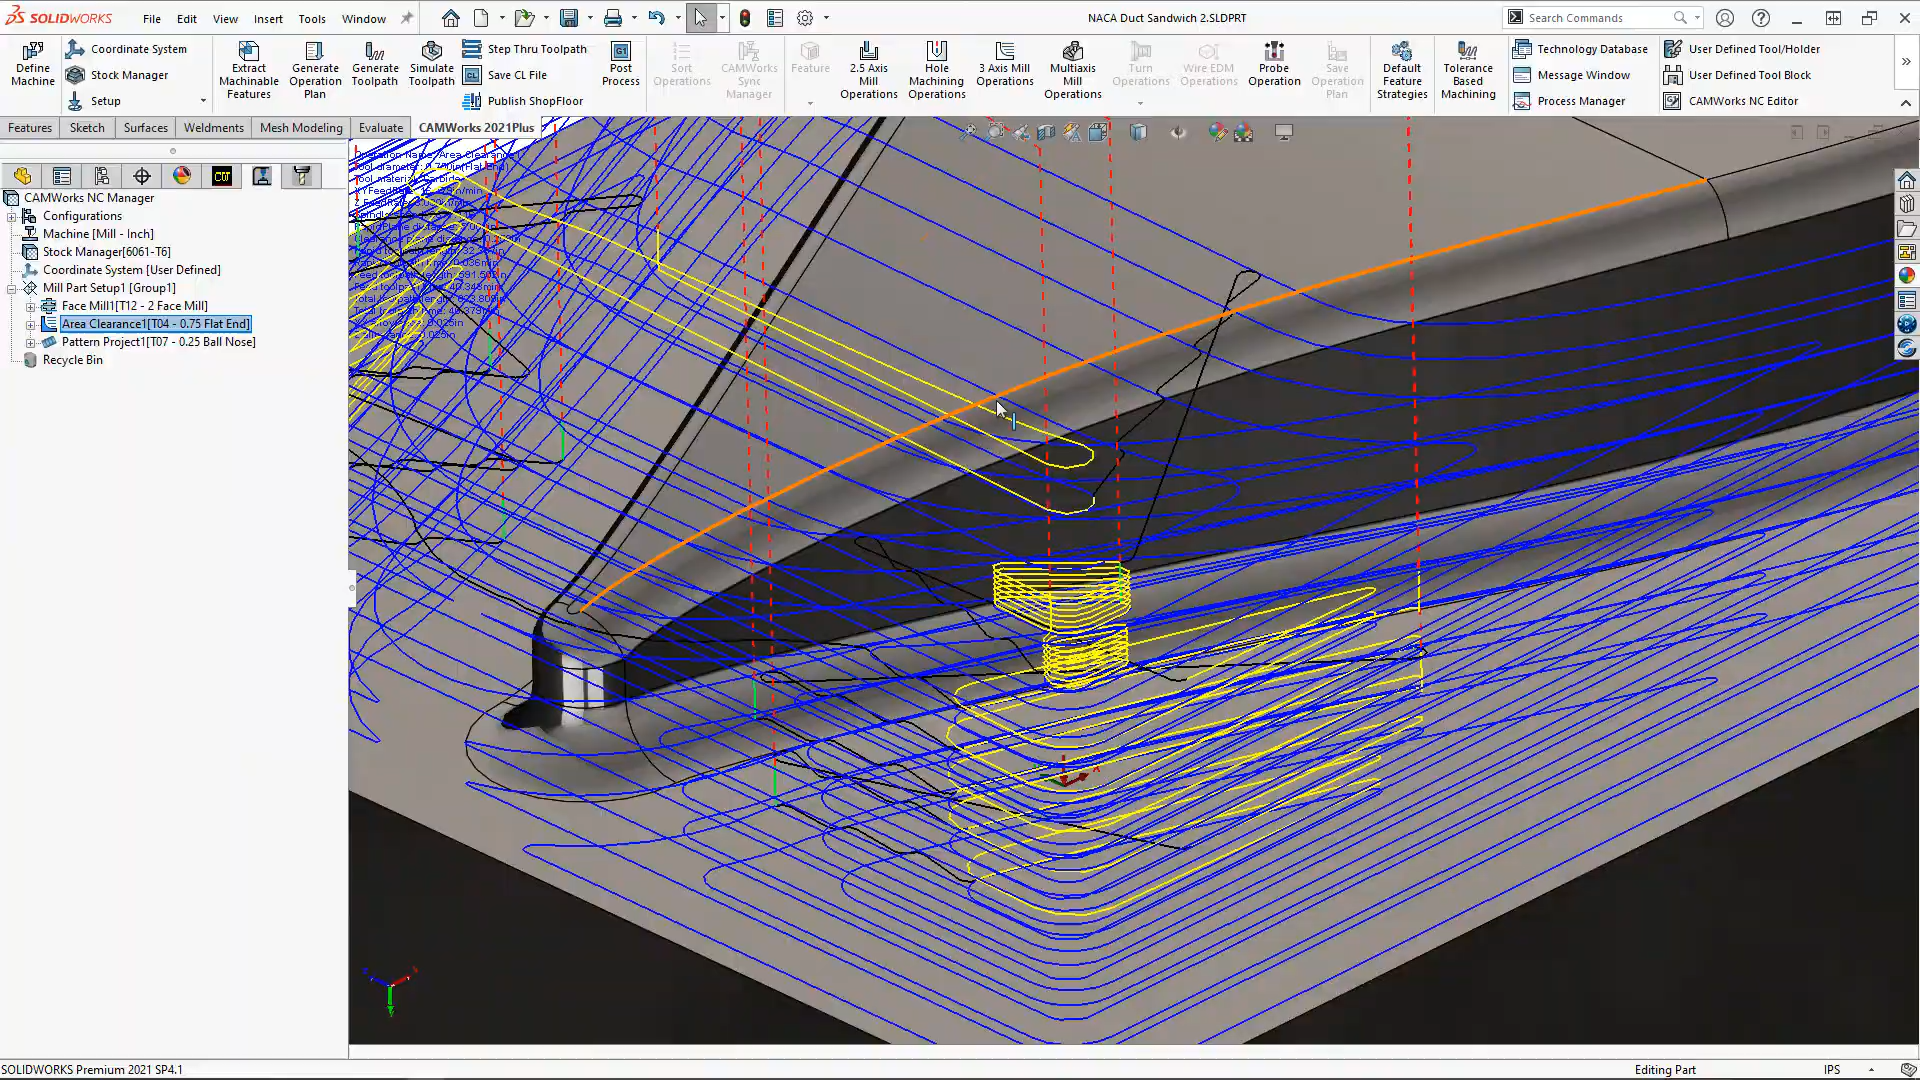 SOLIDWORKS File Edit View Insert Tools Window NACA Duct Sandwich 2.SLDPRT Search Commands
Define Machine
Coordinate System
Stock Manager
Setup
Extract Machinable Features
Generate Operation Plan
Generate Toolpath
Simulate Toolpath
Step Thru Toolpath
Save CL File
Publish ShopFloor
G1
Post Process
Sort Operations
CAMWorks Sync Manager
Feature
2.5 Axis Mill Operations
Hole Machining Operations
3 Axis Mill Operations
Multiaxis Mill Operations
Turn Operations
Wire EDM Operations
Probe Operation
Save Operation Plan
Default Feature Strategies
Tolerance Based Machining
Technology Database
Message Window
Process Manager
User Defined Tool/Holder
User Defined Tool Block
CAMWorks NC Editor
Features Sketch Surfaces Weldments Mesh Modeling Evaluate CAMWorks 2021Plus
CAMWorks NC Manager
Configurations
Machine [Mill - Inch]
Stock Manager[6061-T6]
Coordinate System [User Defined]
Mill Part Setup1 [Group1]
Face Mill1[T12 - 2 Face Mill]
Area Clearance1[T04 - 0.75 Flat End]
Pattern Project1[T07 - 0.25 Ball Nose]
Recycle Bin
Operation Name: Area Clearance
SOLIDWORKS Premium 2021 SP4.1 Editing Part IPS